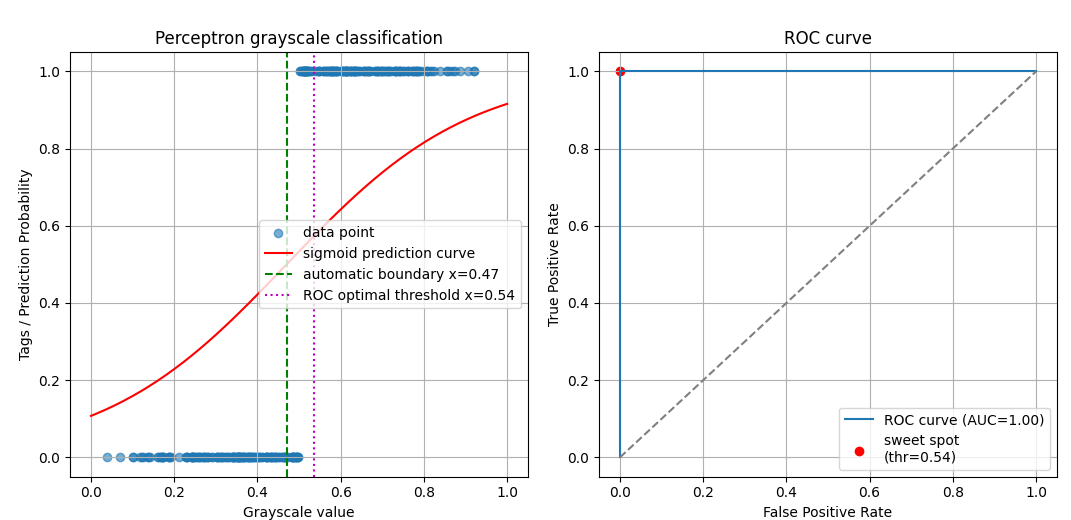 Perceptron grayscale classification
Tags / Prediction Probability
1.0
0.8
0.6
0.4
0.2
0.0
data point
sigmoid prediction curve
automatic boundary x=0.47
ROC optimal threshold x=0.54
0.0 0.2 0.4 0.6 0.8 1.0
Grayscale value
ROC curve
True Positive Rate
1.0
0.8
0.6
0.4
0.2
0.0
ROC curve (AUC=1.00)
sweet spot
(thr=0.54)
0.0 0.2 0.4 0.6 0.8 1.0
False Positive Rate